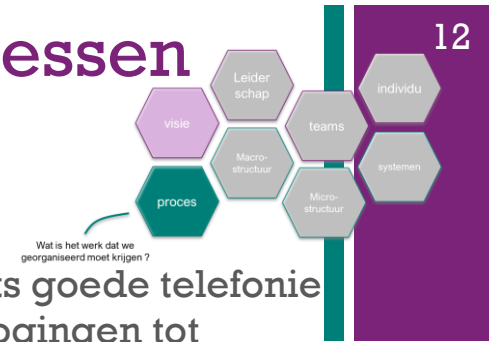 essen
12
Leider
schap
individu
visie
teams
Macro-
structuur
systemen
proces
Micro-
structuur
Wat is het werk dat we
georganiseerd moet krijgen ?
ts goede telefonie
ogingen tot